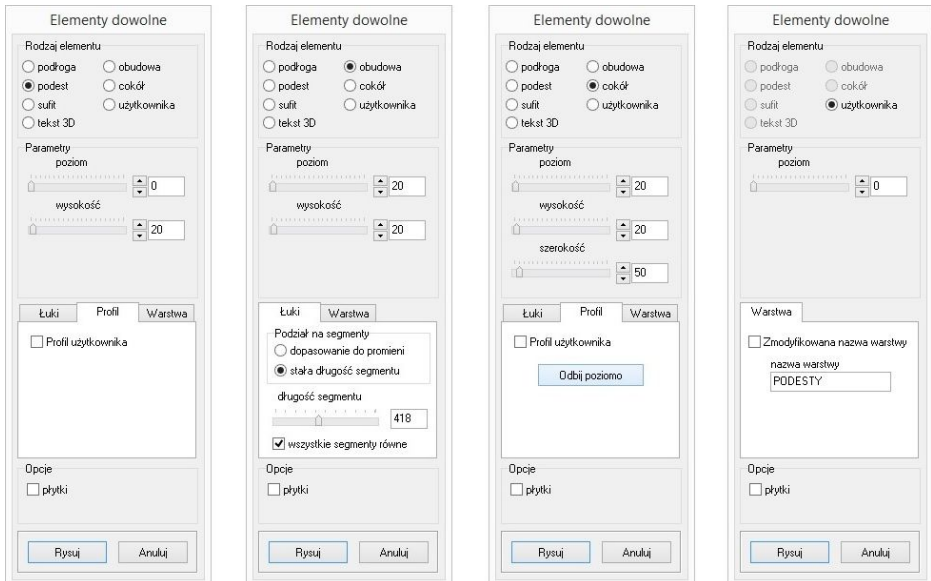 Elementy dowolne
Rodzaj elementu
podłoga obudowa
podest cokół
sufit użytkownika
tekst 3D
Parametry
poziom
0
wysokość
20
Łuki Profil Warstwa
Profil użytkownika
Opcje
płytki
Rysuj Anuluj
Elementy dowolne
Rodzaj elementu
podłoga obudowa
podest cokół
sufit użytkownika
tekst 3D
Parametry
poziom
20
wysokość
20
Łuki Warstwa
Podział na segmenty
dopasowanie do promieni
stała długość segmentu
długość segmentu
418
wszystkie segmenty równe
Opcje
płytki
Rysuj Anuluj
Elementy dowolne
Rodzaj elementu
podłoga obudowa
podest cokół
sufit użytkownika
tekst 3D
Parametry
poziom
20
wysokość
20
szerokość
50
Łuki Profil Warstwa
Profil użytkownika
Odbij poziomo
Opcje
płytki
Rysuj Anuluj
Elementy dowolne
Rodzaj elementu
podłoga obudowa
podest cokół
sufit użytkownika
tekst 3D
Parametry
poziom
0
Warstwa
Zmodyfikowana nazwa warstwy
nazwa warstwy
PODESTY
Opcje
płytki
Rysuj Anuluj